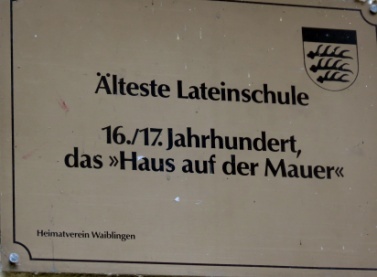 Älteste Lateinschule
16./17. Jahrhundert,
das »Haus auf der Mauer«
Heimatverein Waiblingen